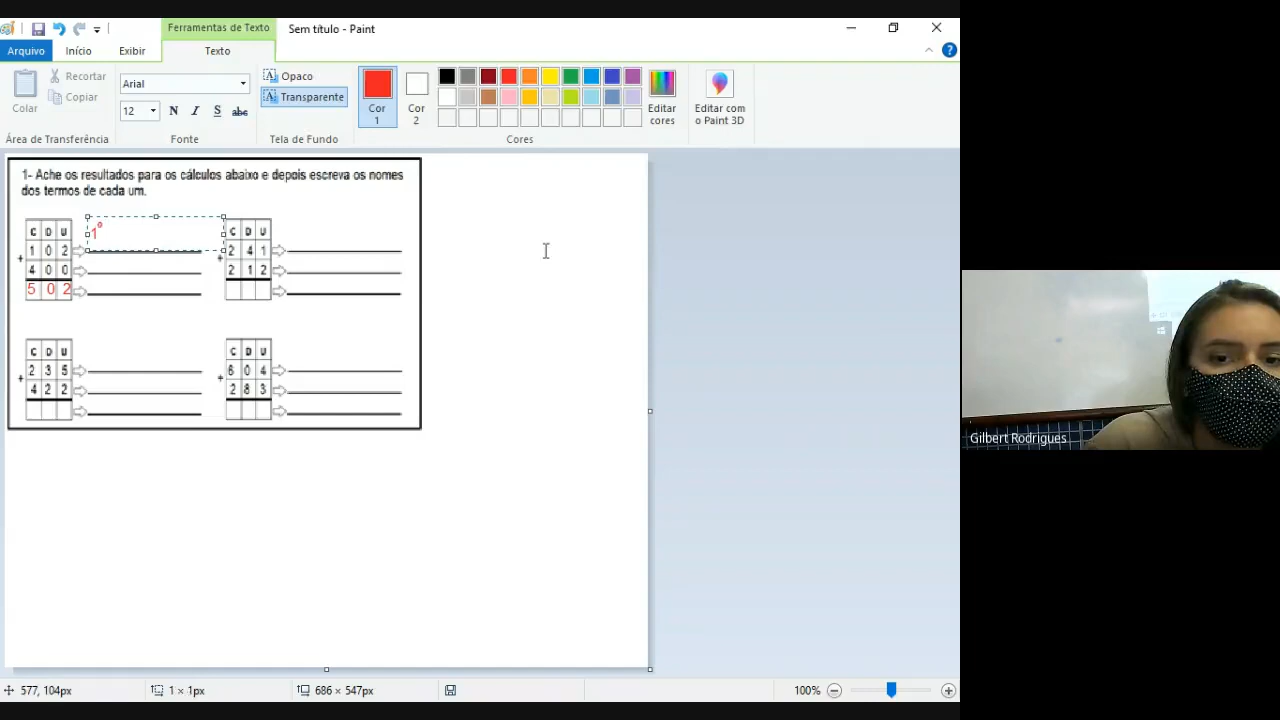 Ferramentas de Texto
Sem título - Paint
Arquivo
Início
Exibir
Texto
Colar
Recortar
Copiar
Área de Transferência
Arial
12
N I S abc
Fonte
Opaco
Transparente
Tela de Fundo
Cor 1
Cor 2
Cores
Editar cores
Editar com o Paint 3D
1- Ache os resultados para os cálculos abaixo e depois escreva os nomes
dos termos de cada um.
C D U
1 0 2
+
4 0 0
5 0 2
1º
C D U
2 4 1
+
2 1 2
C D U
2 3 5
+
4 2 2
C D U
6 0 4
+
2 8 3
Gilbert Rodrigues
577, 104px
1 × 1px
686 × 547px
100%